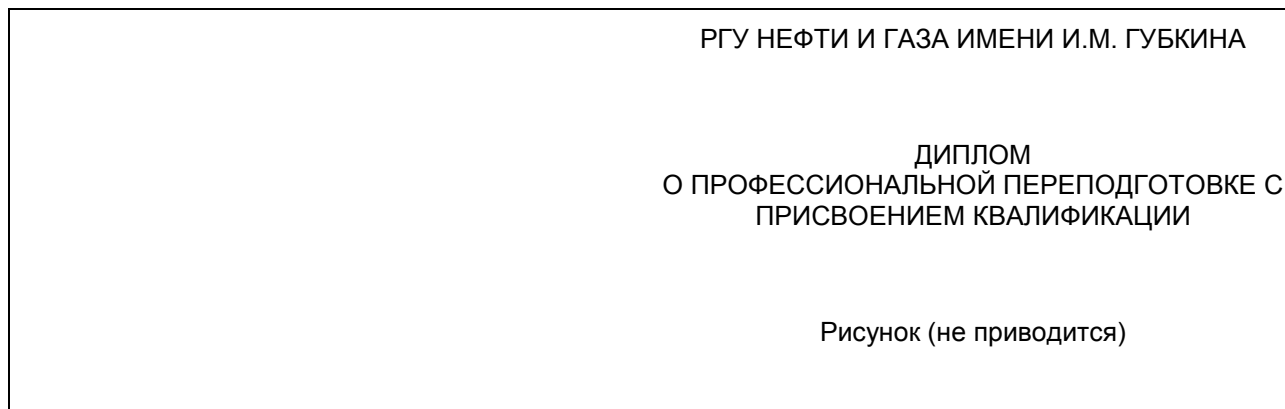 РГУ НЕФТИ И ГАЗА ИМЕНИ И.М. ГУБКИНА
ДИПЛОМ
О ПРОФЕССИОНАЛЬНОЙ ПЕРЕПОДГОТОВКЕ С
ПРИСВОЕНИЕМ КВАЛИФИКАЦИИ
Рисунок (не приводится)